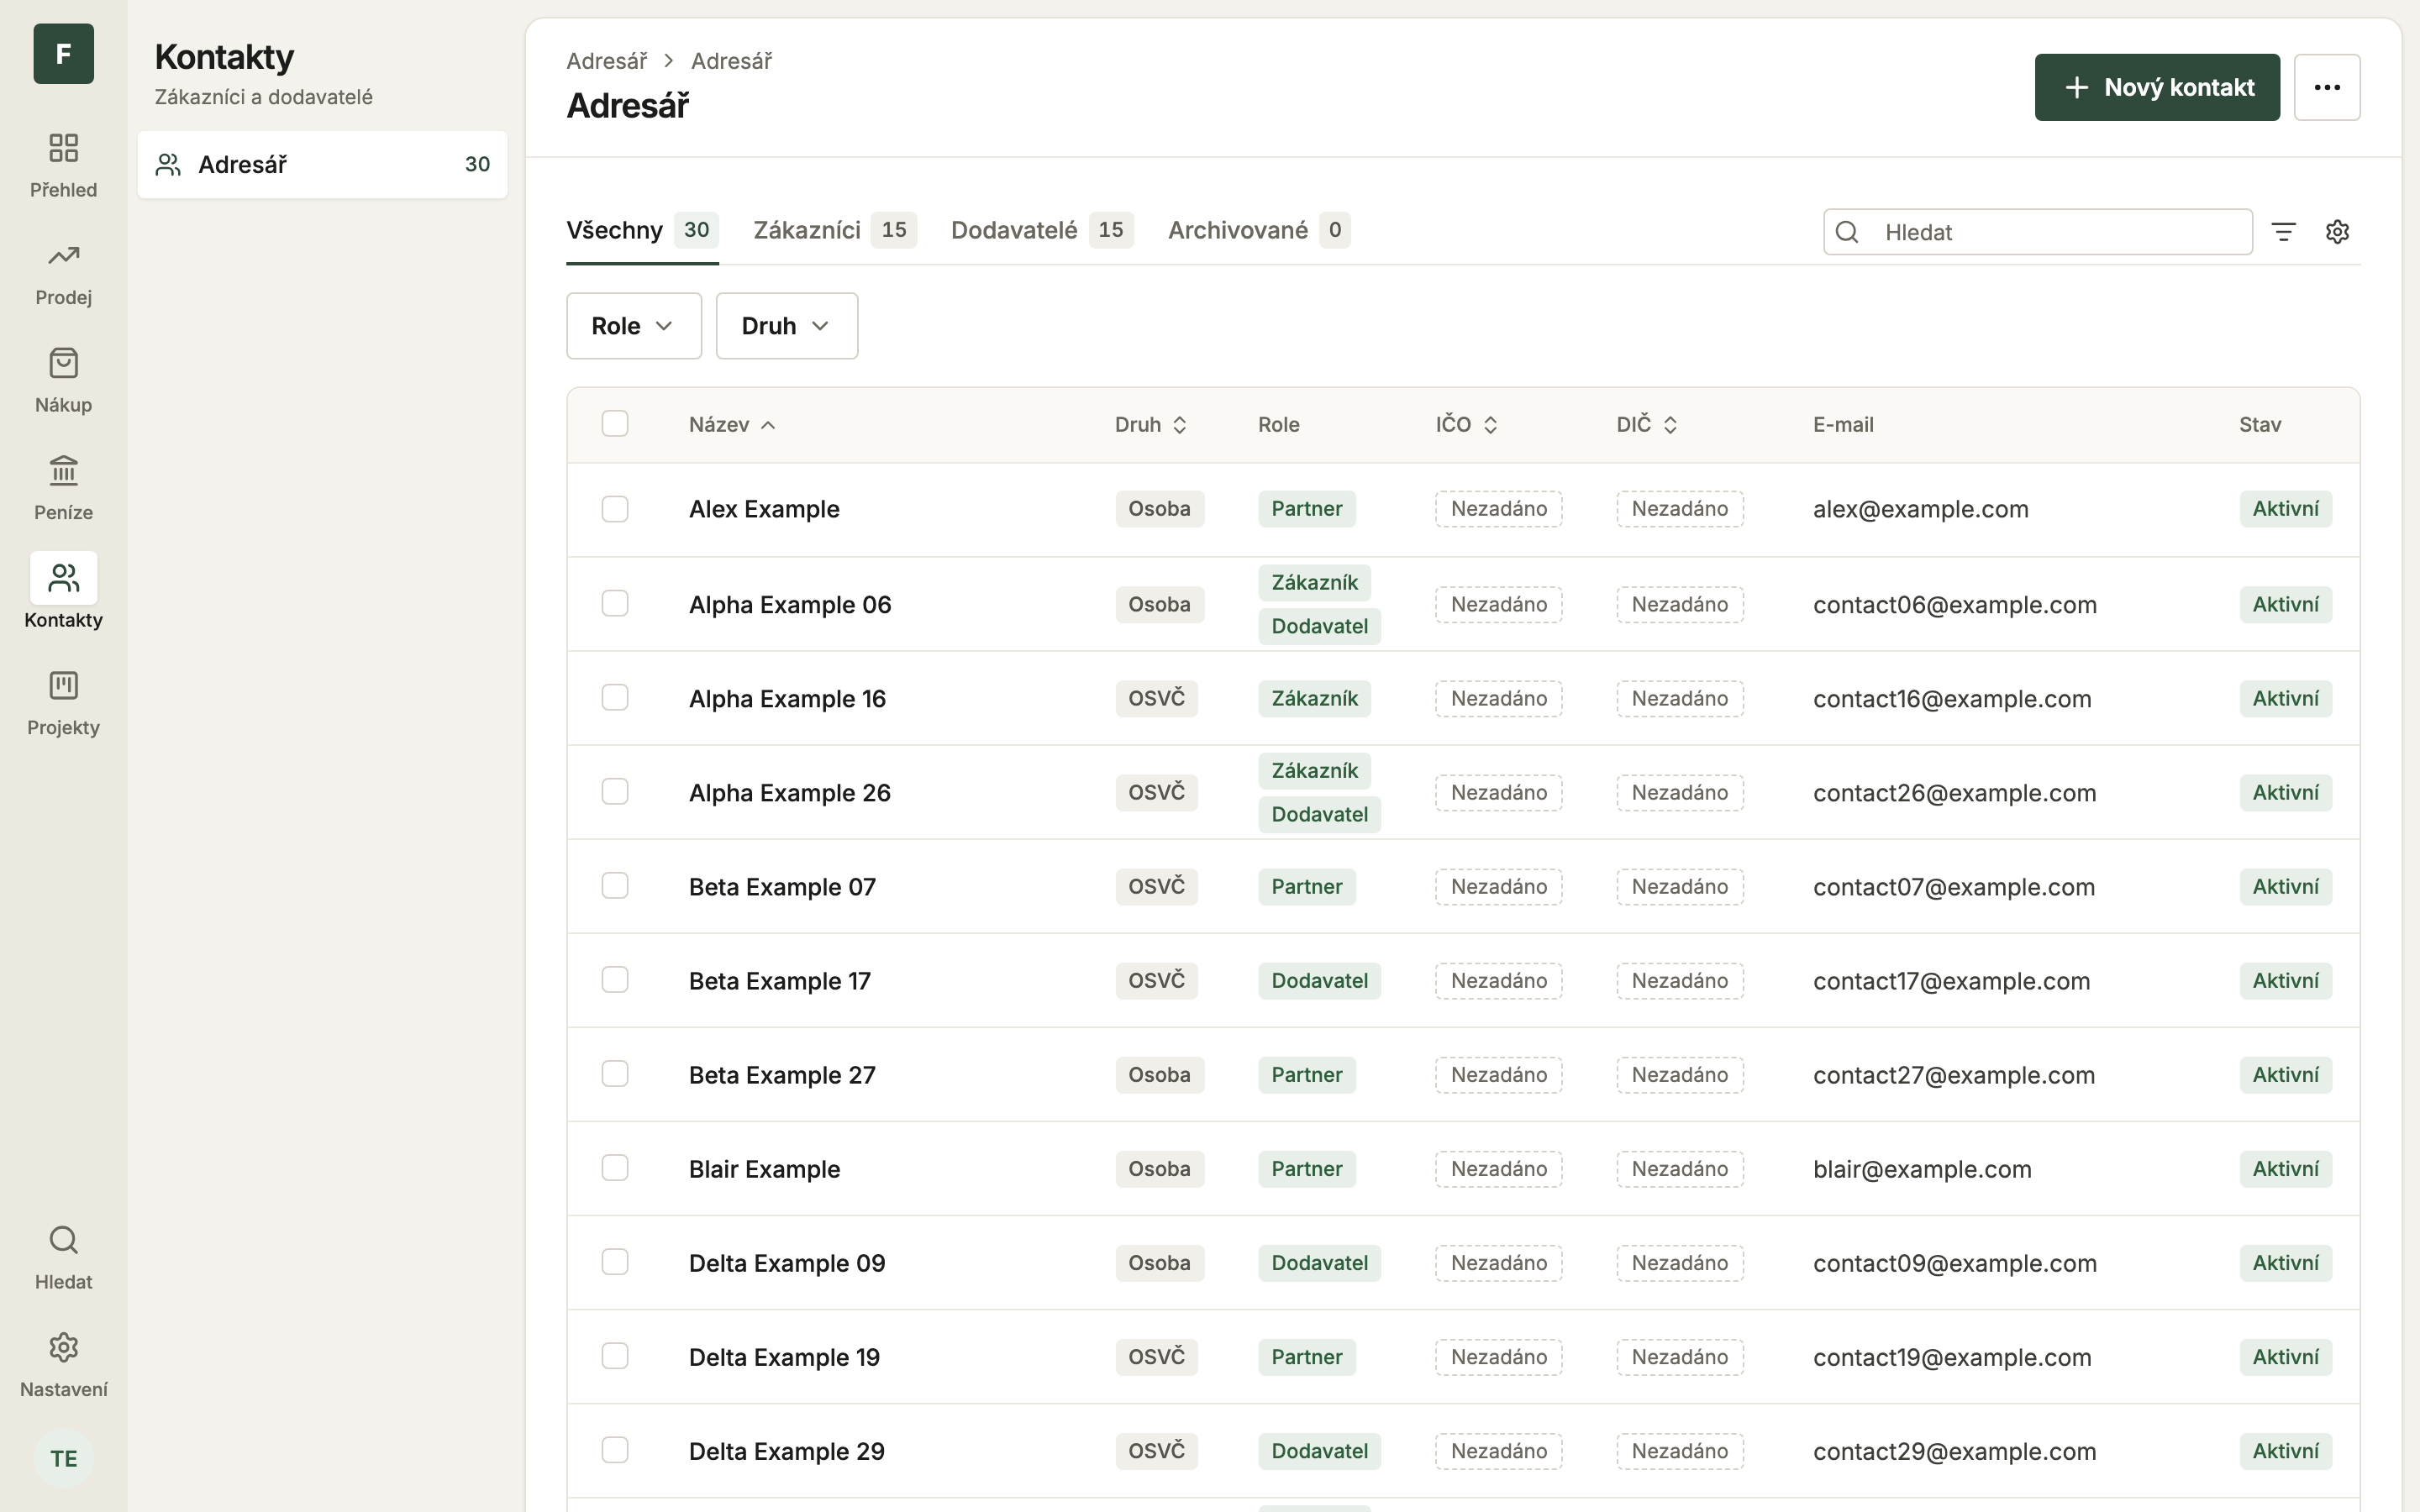 F
Přehled
Prodej
Nákup
Peníze
Kontakty
Projekty
Hledat
Nastavení
TE
Kontakty
Zákazníci a dodavatelé
Adresář 30
Adresář > Adresář
Adresář
+ Nový kontakt ...
Všechny 30 Zákazníci 15 Dodavatelé 15 Archivované 0 Hledat
Role Druh
Název Druh Role IČO DIČ E-mail Stav
Alex Example Osoba Partner Nezadáno Nezadáno alex@example.com Aktivní
Alpha Example 06 Osoba Zákazník Dodavatel Nezadáno Nezadáno contact06@example.com Aktivní
Alpha Example 16 OSVČ Zákazník Nezadáno Nezadáno contact16@example.com Aktivní
Alpha Example 26 OSVČ Zákazník Dodavatel Nezadáno Nezadáno contact26@example.com Aktivní
Beta Example 07 OSVČ Partner Nezadáno Nezadáno contact07@example.com Aktivní
Beta Example 17 OSVČ Dodavatel Nezadáno Nezadáno contact17@example.com Aktivní
Beta Example 27 Osoba Partner Nezadáno Nezadáno contact27@example.com Aktivní
Blair Example Osoba Partner Nezadáno Nezadáno blair@example.com Aktivní
Delta Example 09 Osoba Dodavatel Nezadáno Nezadáno contact09@example.com Aktivní
Delta Example 19 OSVČ Partner Nezadáno Nezadáno contact19@example.com Aktivní
Delta Example 29 OSVČ Dodavatel Nezadáno Nezadáno contact29@example.com Aktivní